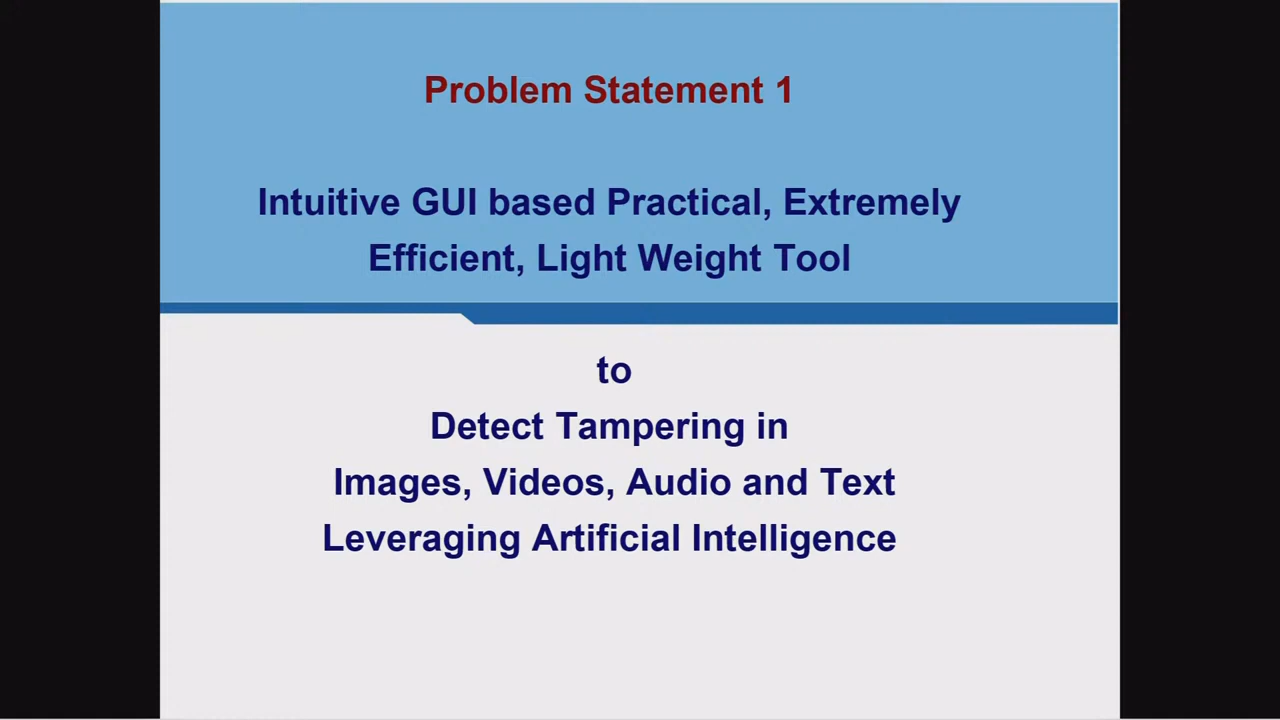 Problem Statement 1
Intuitive GUI based Practical, Extremely
Efficient, Light Weight Tool
to
Detect Tampering in
Images, Videos, Audio and Text
Leveraging Artificial Intelligence